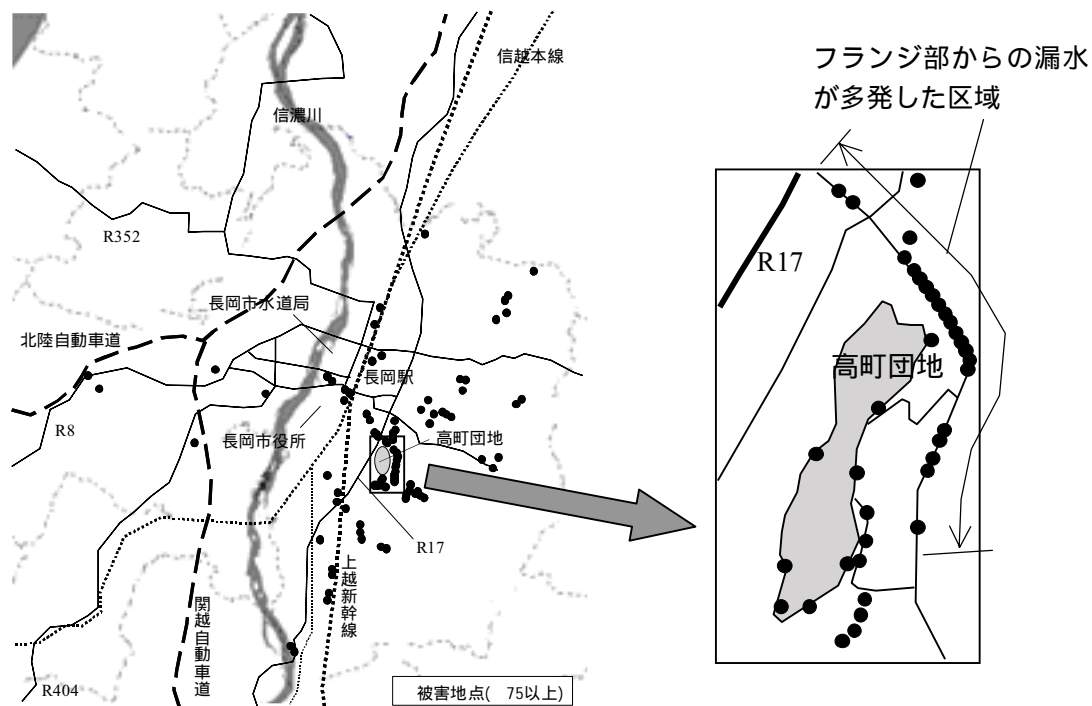 信越本線
信濃川
R352
長岡市水道局
北陸自動車道
長岡駅
R8
長岡市役所
高町団地
R17
上越新幹線
関越自動車道
R404
被害地点( 75以上)
フランジ部からの漏水
が多発した区域
R17
高町団地